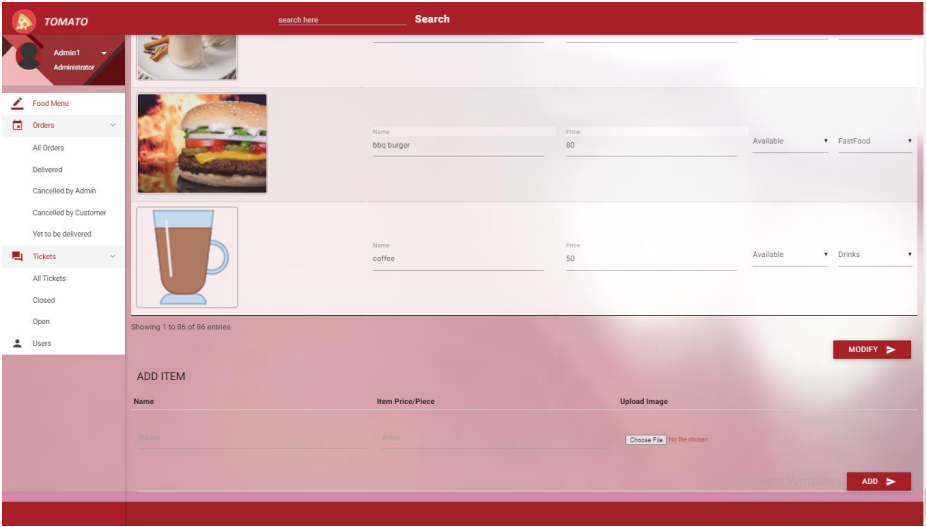 TOMATO
search here
Search
Admin1
Administrator
Food Menu
Orders
All Orders
Delivered
Cancelled by Admin
Cancelled by Customer
Yet to be delivered
Tickets
All Tickets
Closed
Open
Users
Name Price
bbq burger 80 Available FastFood
Name Price
coffee 50 Available Drinks
Showing 1 to 86 of 86 entries
MODIFY
ADD ITEM
Name Item Price/Piece Upload Image
Name Price Choose File No file chosen
Windows
ADD